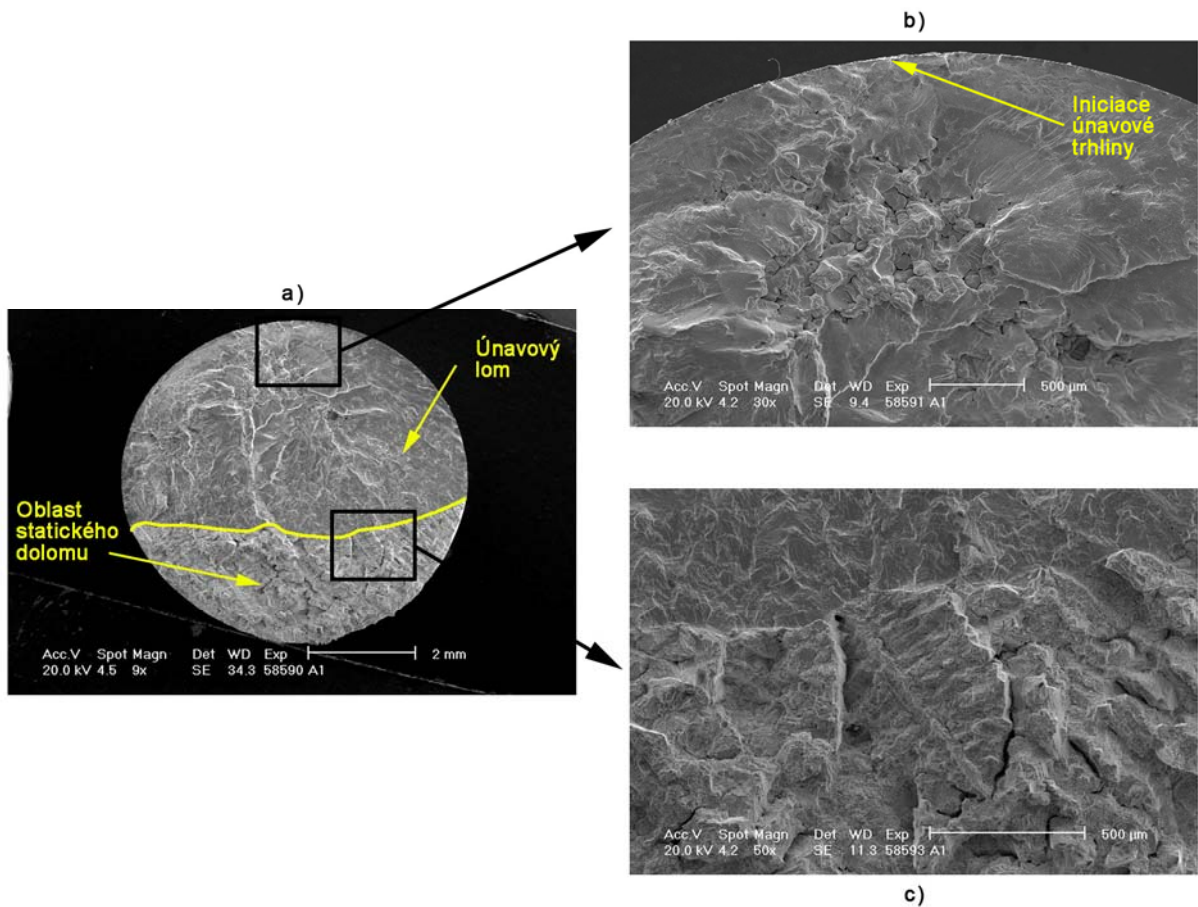 b)
Iniciace
únavové
trhliny
Acc.V Spot Magn Det WD Exp 500 µm
20.0 kV 4.2 30x SE 9.4 58591 A1
a)
Únavový
lom
Oblast
statického
dolomu
Acc.V Spot Magn Det WD Exp 2 mm
20.0 kV 4.5 9x SE 34.3 58590 A1
Acc.V Spot Magn Det WD Exp 500 µm
20.0 kV 4.2 50x SE 11.3 58593 A1
c)